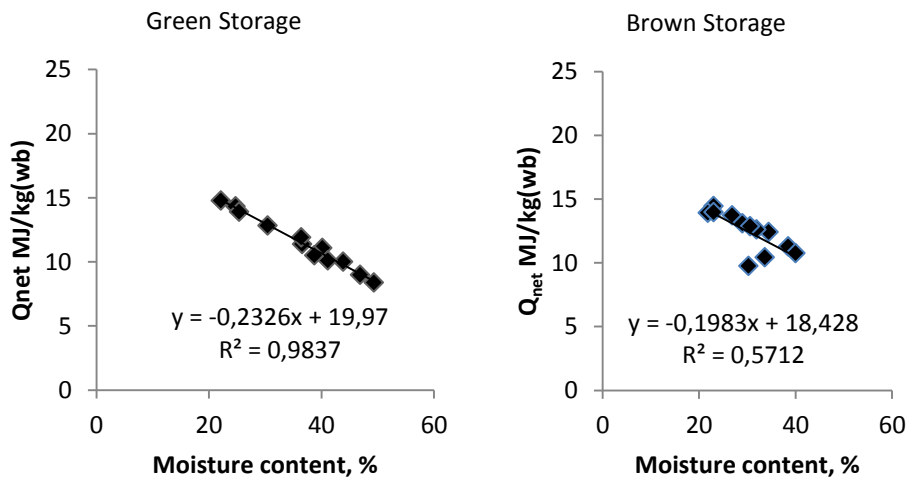 Green Storage
25
20
15
10
5
0
0
20
40
60
Qnet MJ/kg(wb)
Moisture content, %
y = -0,2326x + 19,97
R² = 0,9837
Brown Storage
25
20
15
10
5
0
0
20
40
60
Qnet MJ/kg(wb)
Moisture content, %
y = -0,1983x + 18,428
R² = 0,5712